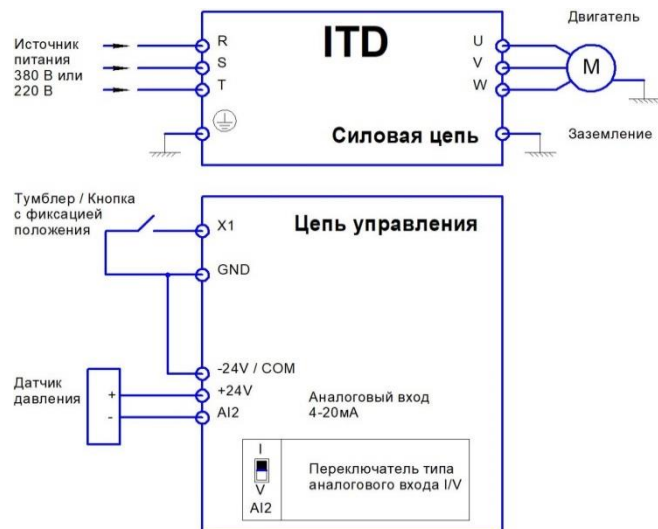 ITD
Источник
питания
380 В или
220 В
R
S
T
U
V
W
Двигатель
M
Силовая цепь
Заземление
Тумблер / Кнопка
с фиксацией
положения
X1
Цепь управления
GND
-24V / COM
+24V
AI2
Датчик
давления
+
-
Аналоговый вход
4-20мА
I
V
AI2
Переключатель типа
аналогового входа I/V